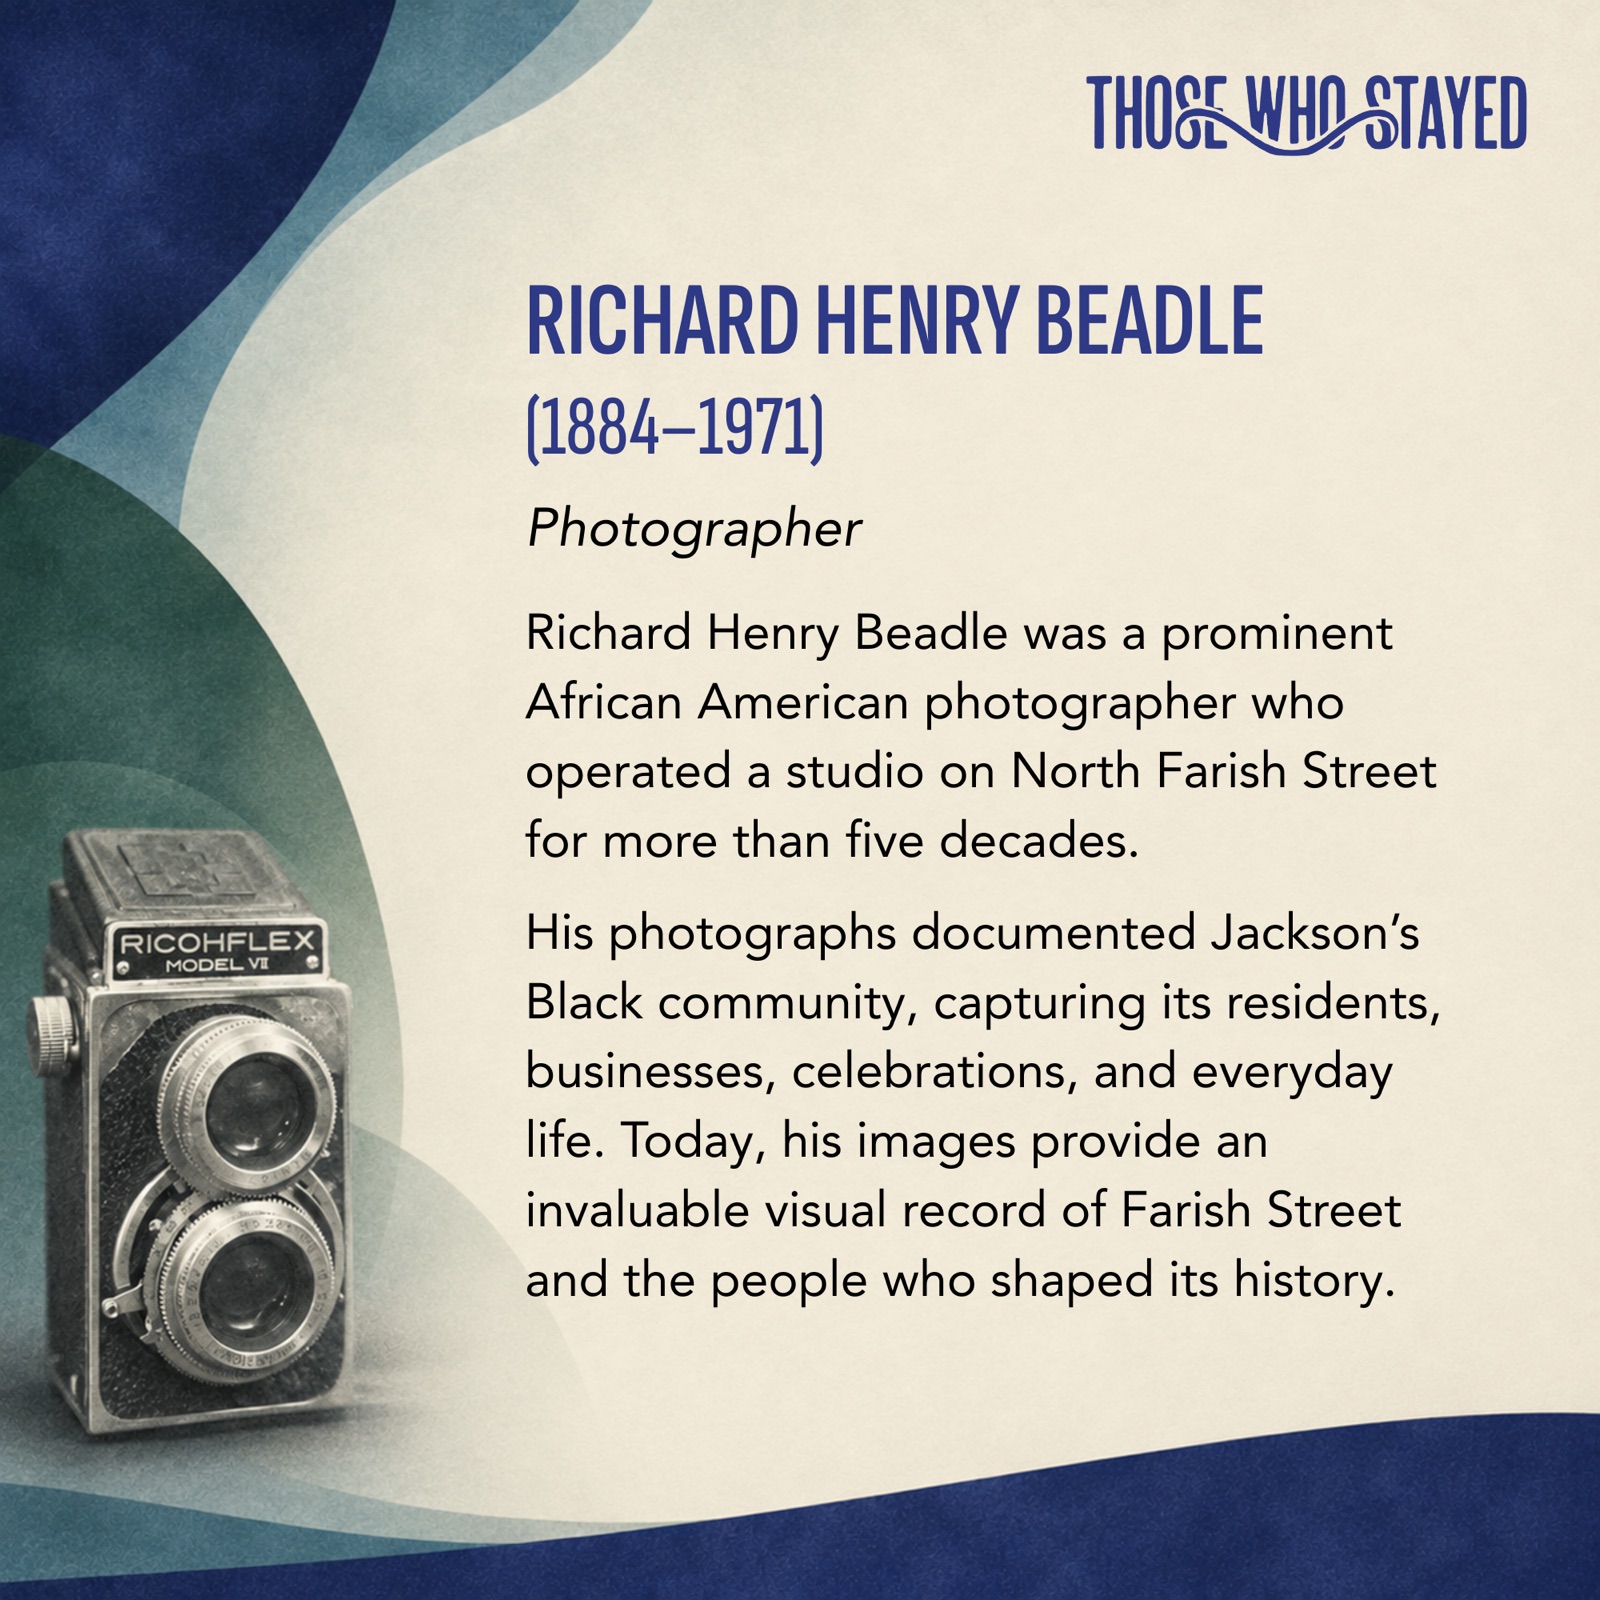 THOSE WHO STAYED
RICHARD HENRY BEADLE
(1884–1971)
Photographer
Richard Henry Beadle was a prominent
African American photographer who
operated a studio on North Farish Street
for more than five decades.
His photographs documented Jackson’s
Black community, capturing its residents,
businesses, celebrations, and everyday
life. Today, his images provide an
invaluable visual record of Farish Street
and the people who shaped its history.
RICOHFLEX
MODEL VII